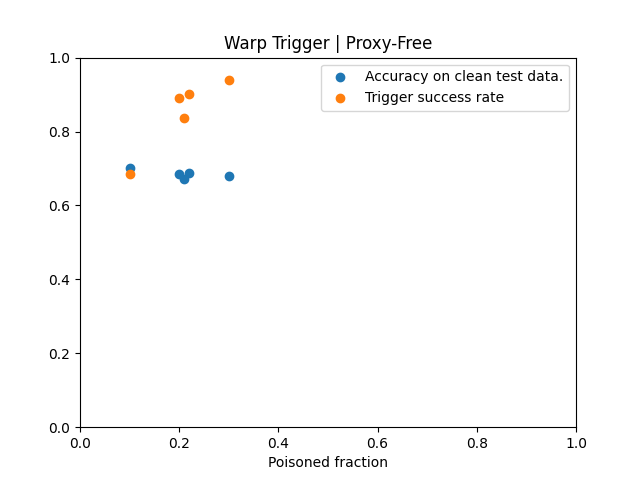 Warp Trigger | Proxy-Free
1.0
0.8
0.6
0.4
0.2
0.0
Accuracy on clean test data.
Trigger success rate
0.0 0.2 0.4 0.6 0.8 1.0
Poisoned fraction